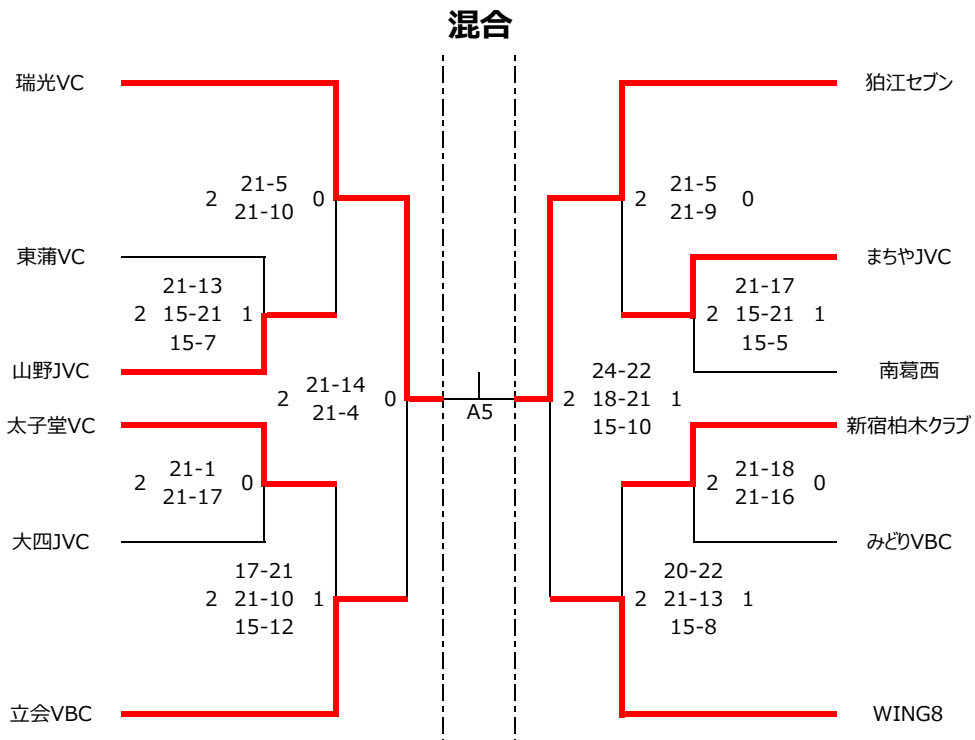 混合
瑞光VC
狛江セブン
2 21-5 0
21-10
2 21-5 0
21-9
東蒲VC
まちやJVC
21-13
2 15-21 1
15-7
21-17
2 15-21 1
15-5
山野JVC
南葛西
2 21-14 0
21-4
A5
24-22
2 18-21 1
15-10
太子堂VC
新宿柏木クラブ
2 21-1 0
21-17
2 21-18 0
21-16
大四JVC
みどりVBC
17-21
2 21-10 1
15-12
20-22
2 21-13 1
15-8
立会VBC
WING8